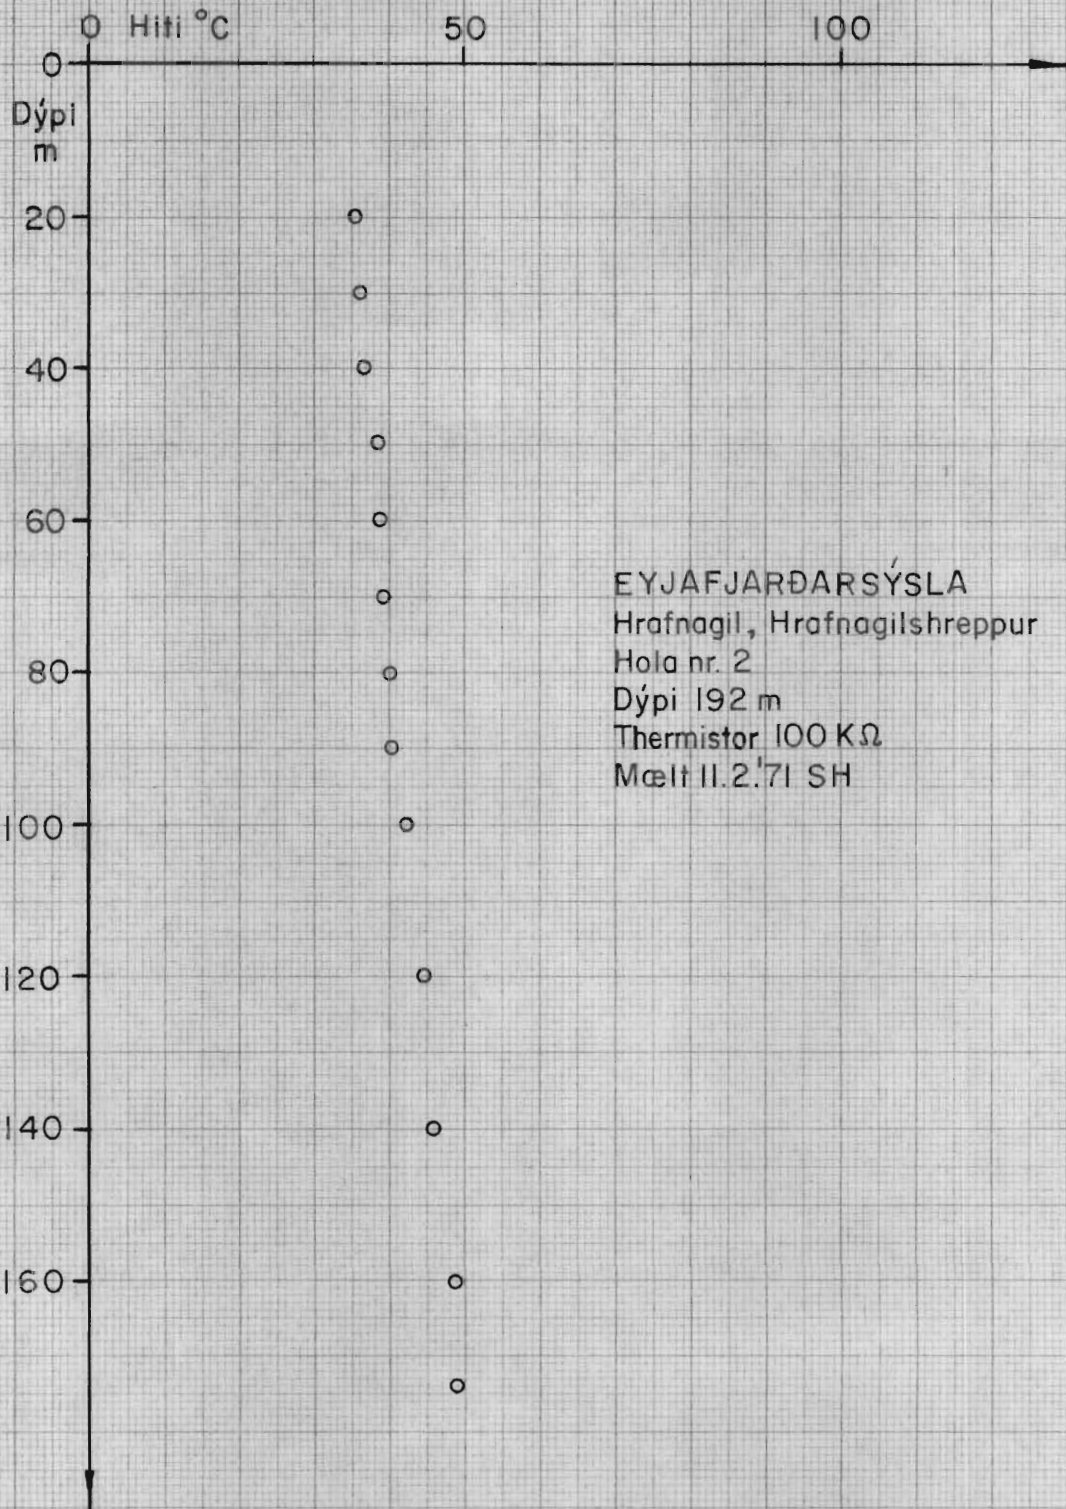 0 Hiti °C 50 100
0
Dýpi
m
20
40
60
80
100
120
140
160
EYJAFJARÐARSÝSLA
Hrafnagil, Hrafnagilshreppur
Hola nr. 2
Dýpi 192 m
Thermistor 100 KΩ
Mælt 11.2.'71 SH